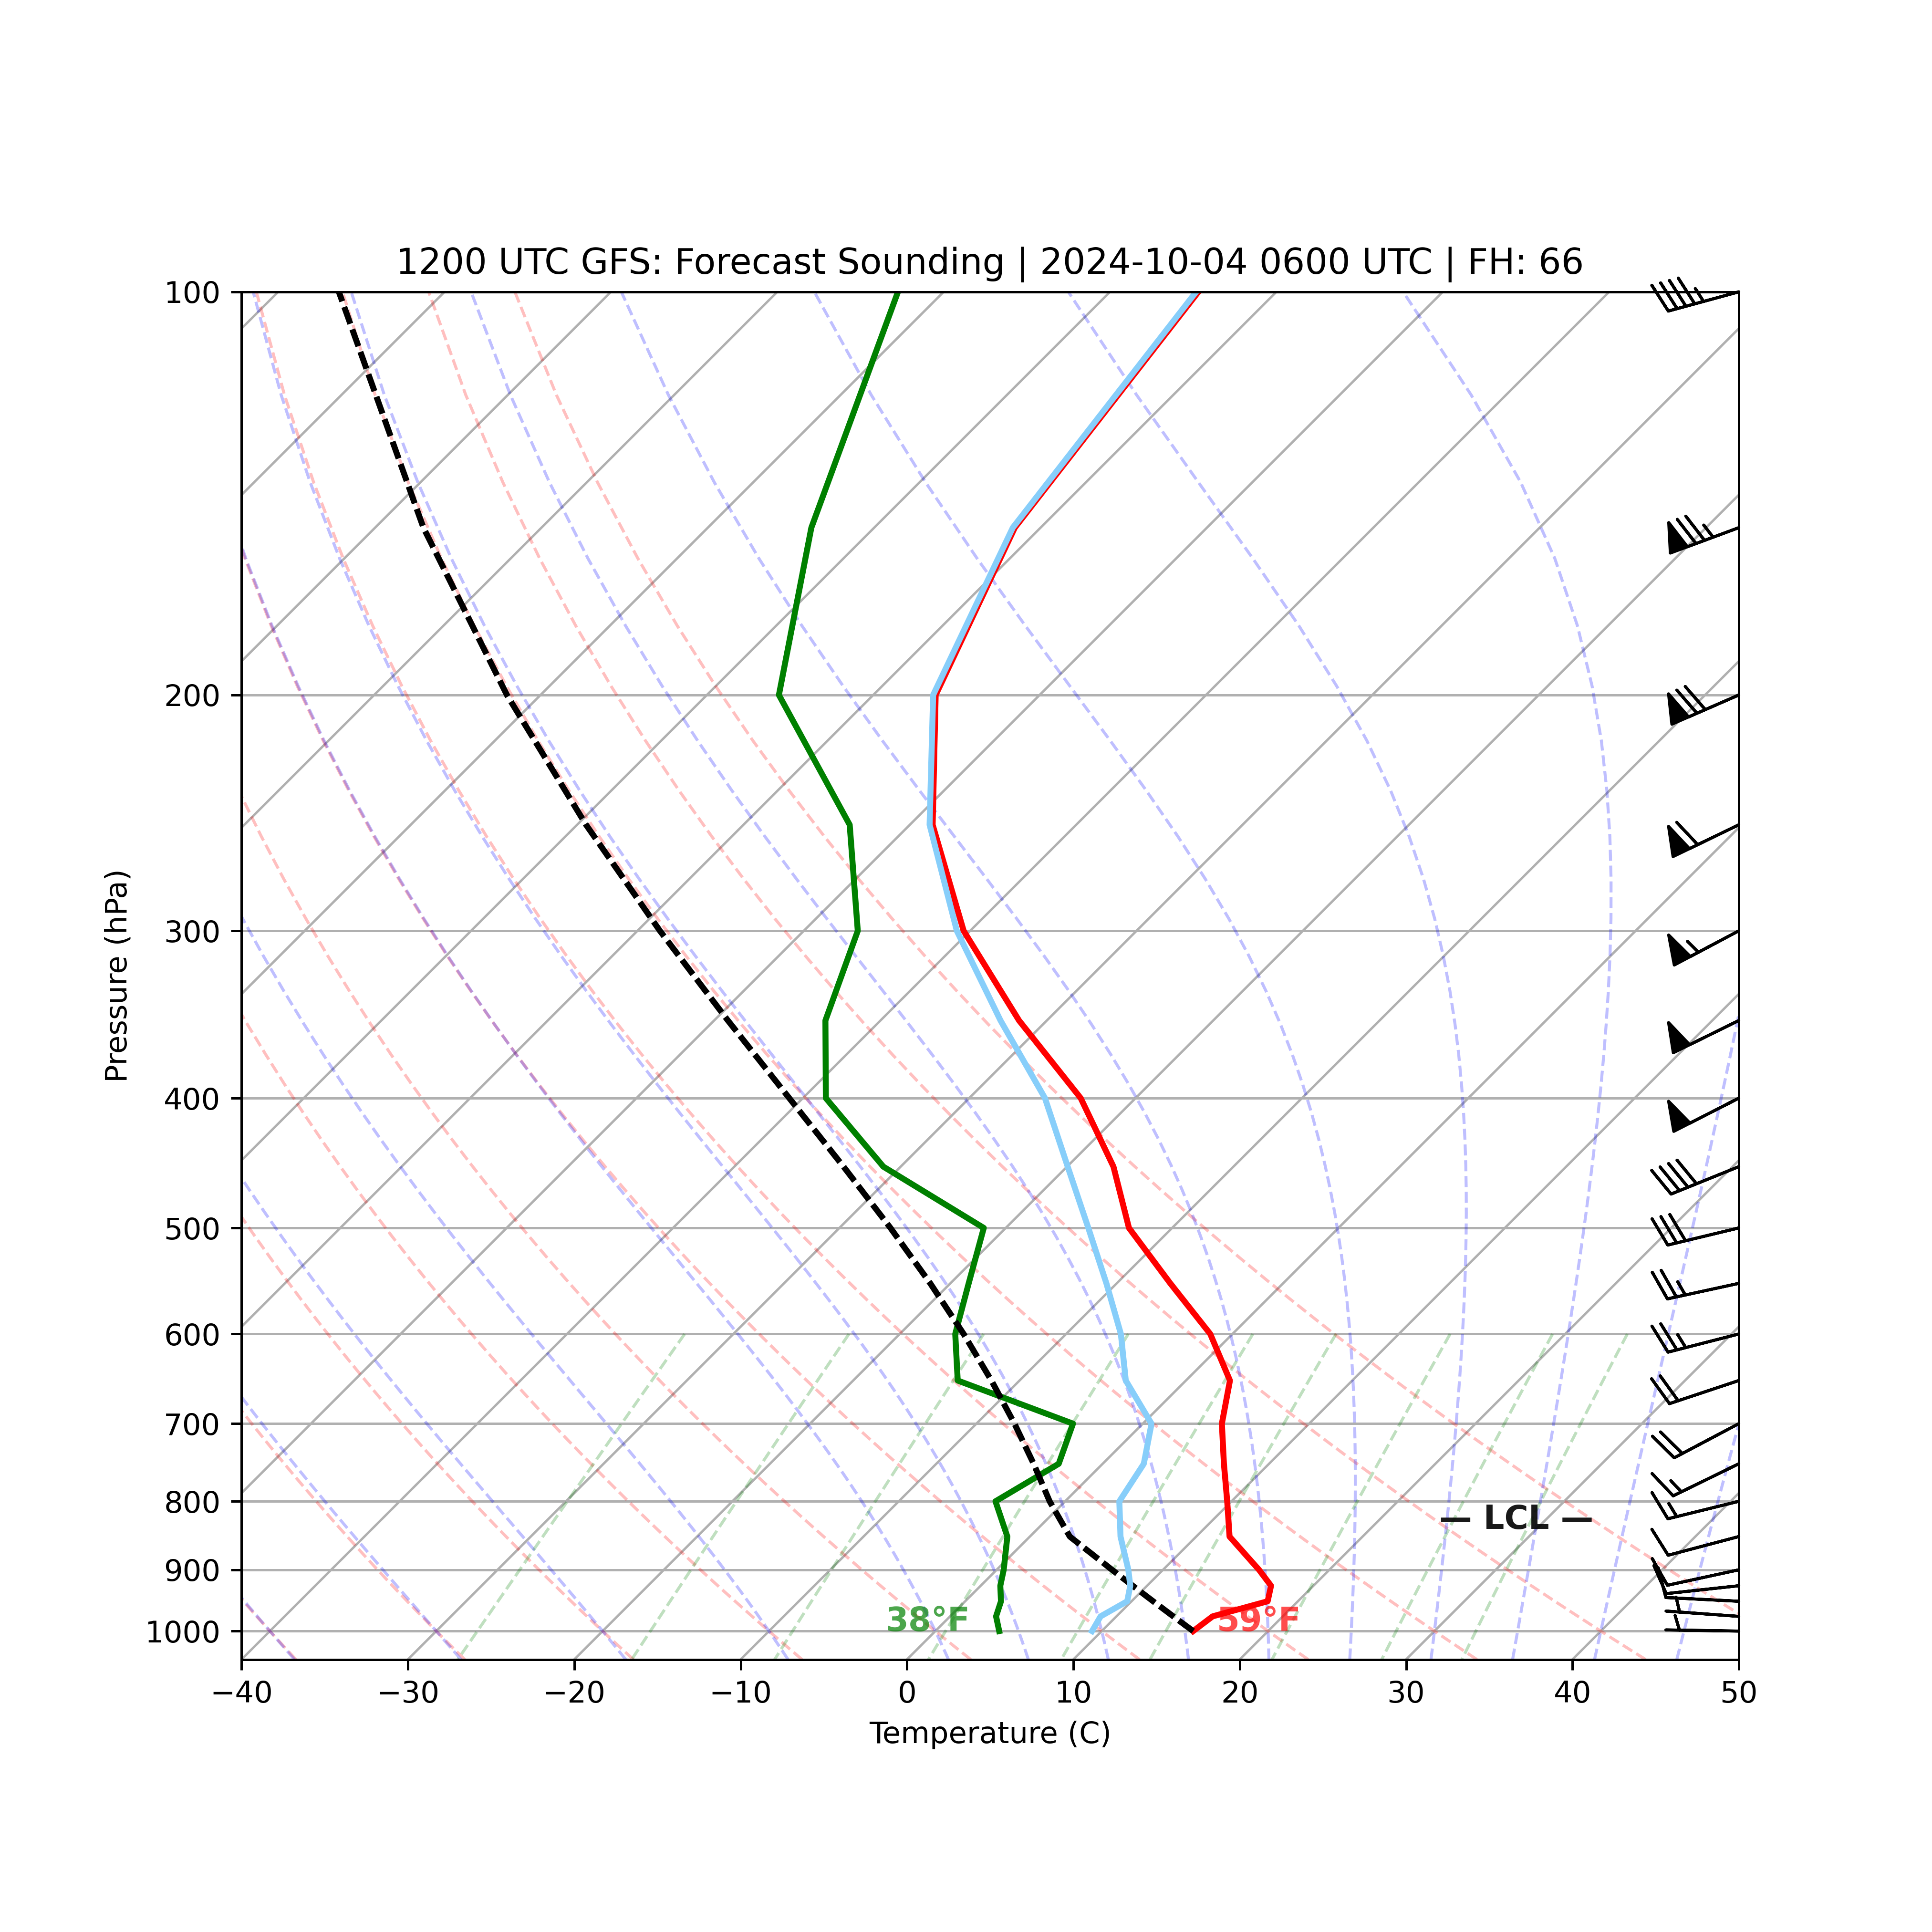 1200 UTC GFS: Forecast Sounding | 2024-10-04 0600 UTC | FH: 66
100
200
300
400
500
600
700
800
900
1000
Pressure (hPa)
— LCL —
38°F
59°F
−40 −30 −20 −10 0 10 20 30 40 50
Temperature (C)